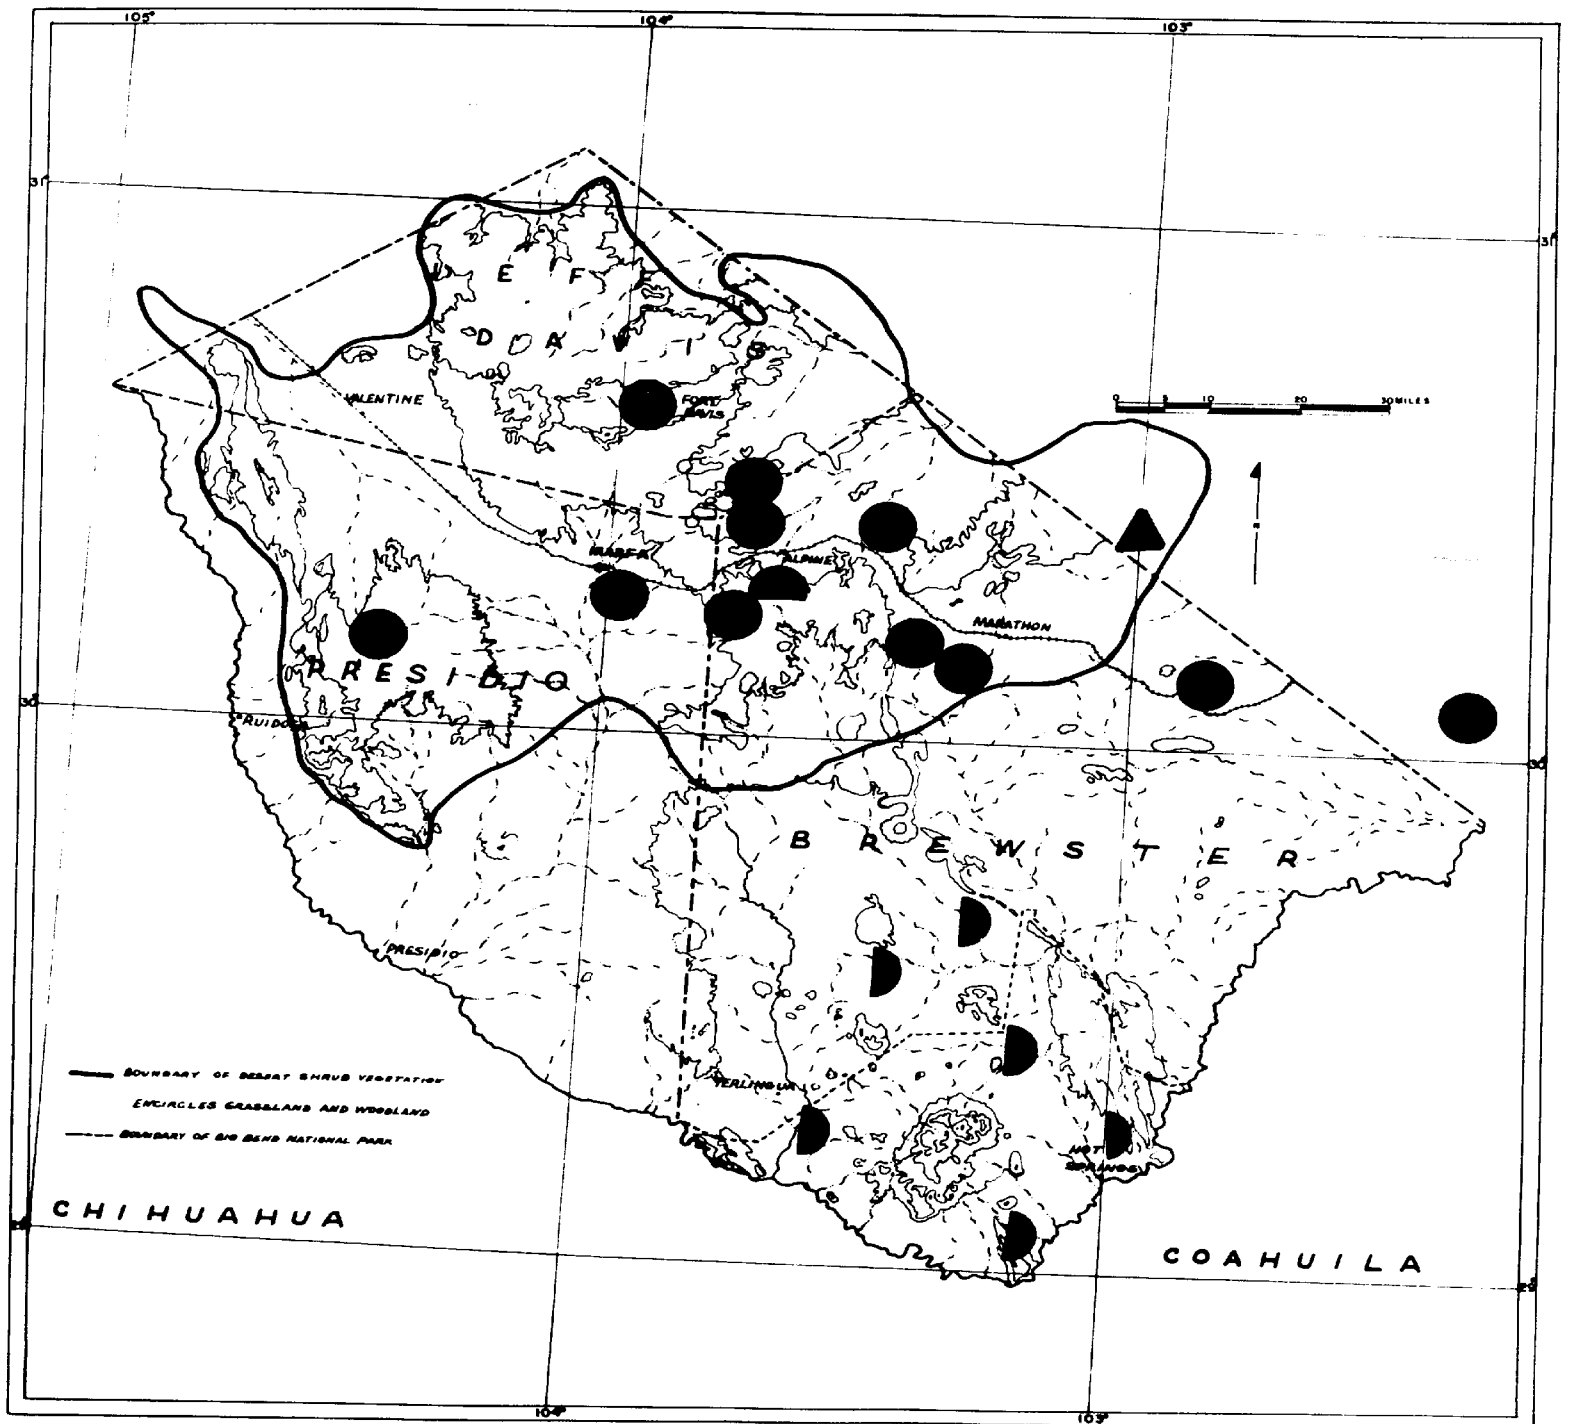 105° 104° 103°
31°
31°
J E F F
D A V I S
VALENTINE
FORT
DAVIS
0 5 10 20 30 MILES
MARFA
ALPINE
MARATHON
PRESIDIO
30°
RUIDOSA
30°
BREWSTER
PRESIDIO
TERLINGUA
BOUNDARY OF DESERT SHRUB VEGETATION
ENCIRCLES GRASSLAND AND WOODLAND
BOUNDARY OF BIG BEND NATIONAL PARK
HOT
SPRINGS
CHIHUAHUA
29°
COAHUILA
29°
104° 103°